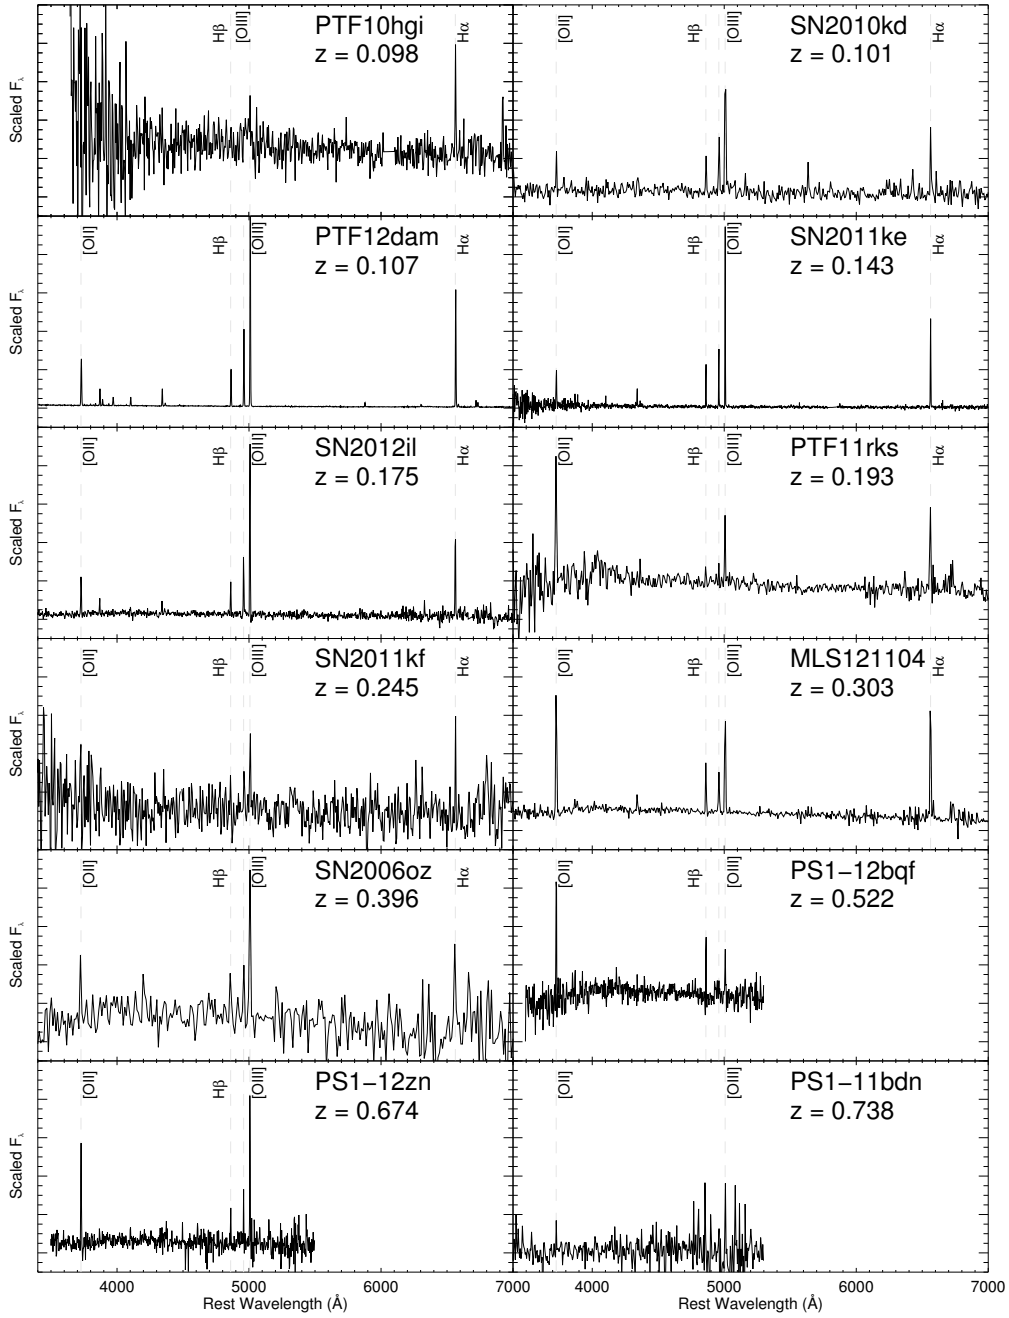 Hβ [OIII] PTF10hgi Hα
z = 0.098
Scaled Fλ
[OII] Hβ [OIII] SN2010kd Hα
z = 0.101
[OII] Hβ [OIII] PTF12dam Hα
z = 0.107
Scaled Fλ
[OII] Hβ [OIII] SN2011ke Hα
z = 0.143
[OII] Hβ [OIII] SN2012il Hα
z = 0.175
Scaled Fλ
[OII] Hβ [OIII] PTF11rks Hα
z = 0.193
[OII] Hβ [OIII] SN2011kf Hα
z = 0.245
Scaled Fλ
[OII] Hβ [OIII] MLS121104 Hα
z = 0.303
[OII] Hβ [OIII] SN2006oz Hα
z = 0.396
Scaled Fλ
[OII] Hβ [OIII] PS1−12bqf
z = 0.522
[OII] Hβ [OIII] PS1−12zn
z = 0.674
Scaled Fλ
[OII] [OIII] PS1−11bdn
z = 0.738
4000 5000 6000 7000 4000 5000 6000 7000
Rest Wavelength (Å) Rest Wavelength (Å)